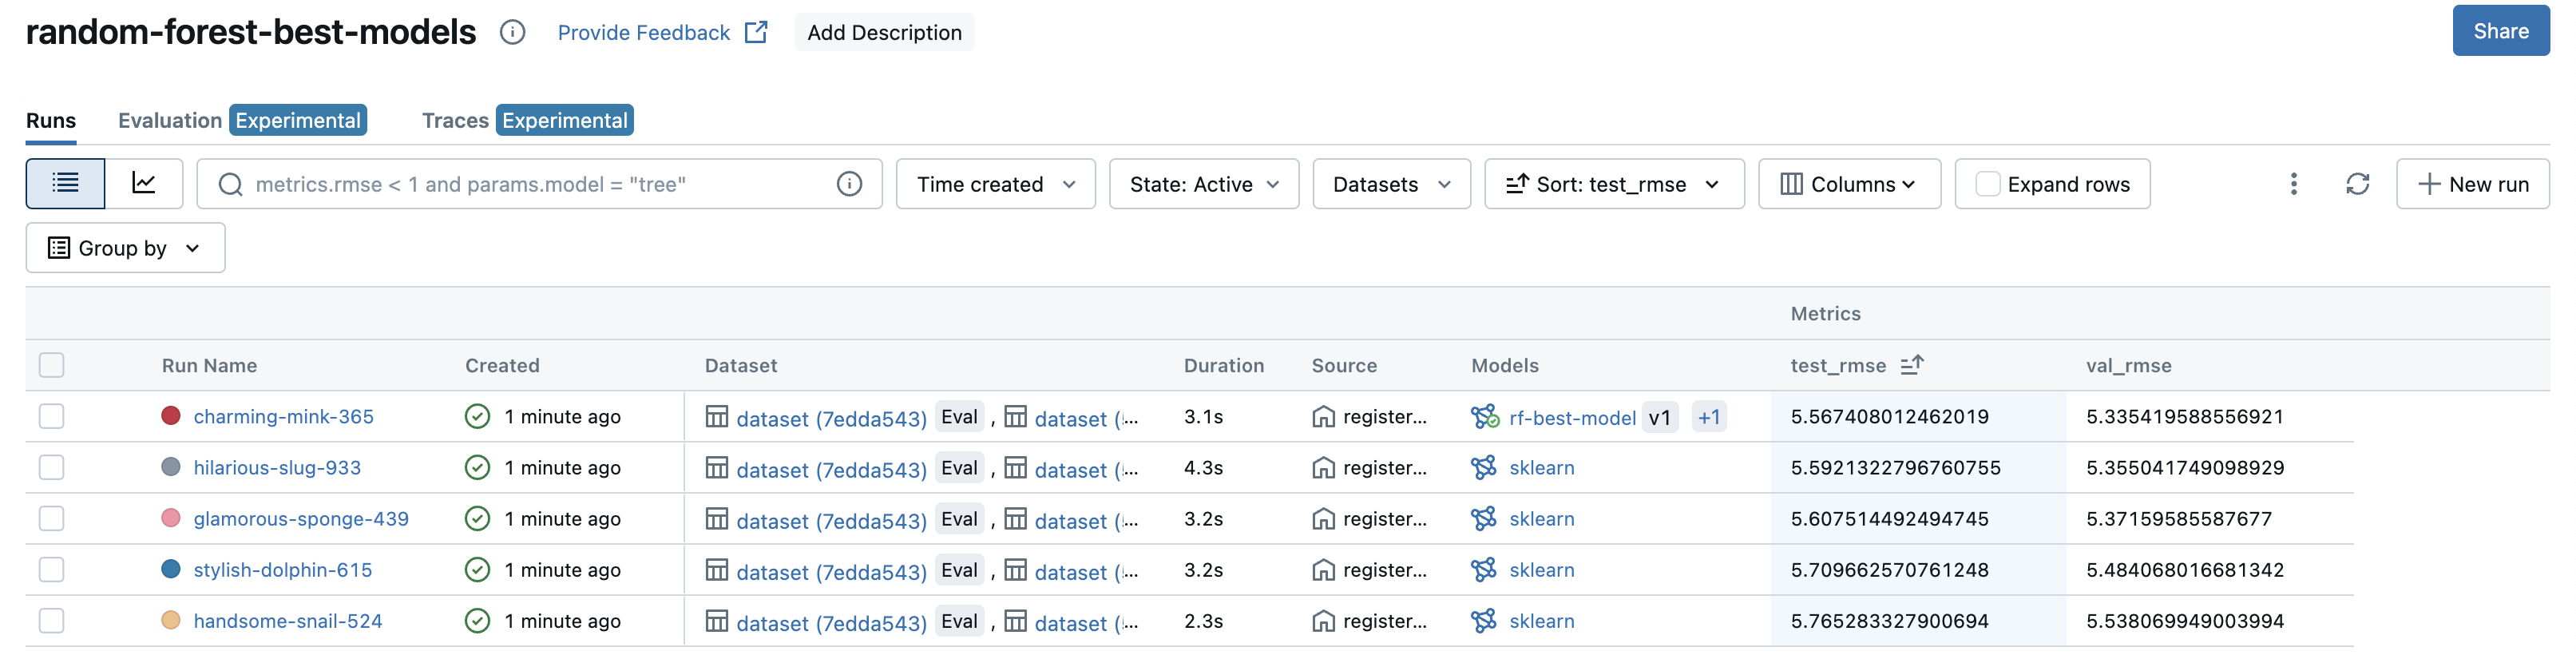 random-forest-best-models Provide Feedback Add Description Share
Runs Evaluation Experimental Traces Experimental
metrics.rmse < 1 and params.model = "tree" Time created State: Active Datasets Sort: test_rmse Columns Expand rows New run
Group by
Metrics
Run Name Created Dataset Duration Source Models test_rmse val_rmse
charming-mink-365 1 minute ago dataset (7edda543) Eval , dataset (... 3.1s register... rf-best-model v1 +1 5.567408012462019 5.335419588556921
hilarious-slug-933 1 minute ago dataset (7edda543) Eval , dataset (... 4.3s register... sklearn 5.5921322796760755 5.355041749098929
glamorous-sponge-439 1 minute ago dataset (7edda543) Eval , dataset (... 3.2s register... sklearn 5.607514492494745 5.37159585587677
stylish-dolphin-615 1 minute ago dataset (7edda543) Eval , dataset (... 3.2s register... sklearn 5.709662570761248 5.484068016681342
handsome-snail-524 1 minute ago dataset (7edda543) Eval , dataset (... 2.3s register... sklearn 5.765283327900694 5.538069949003994